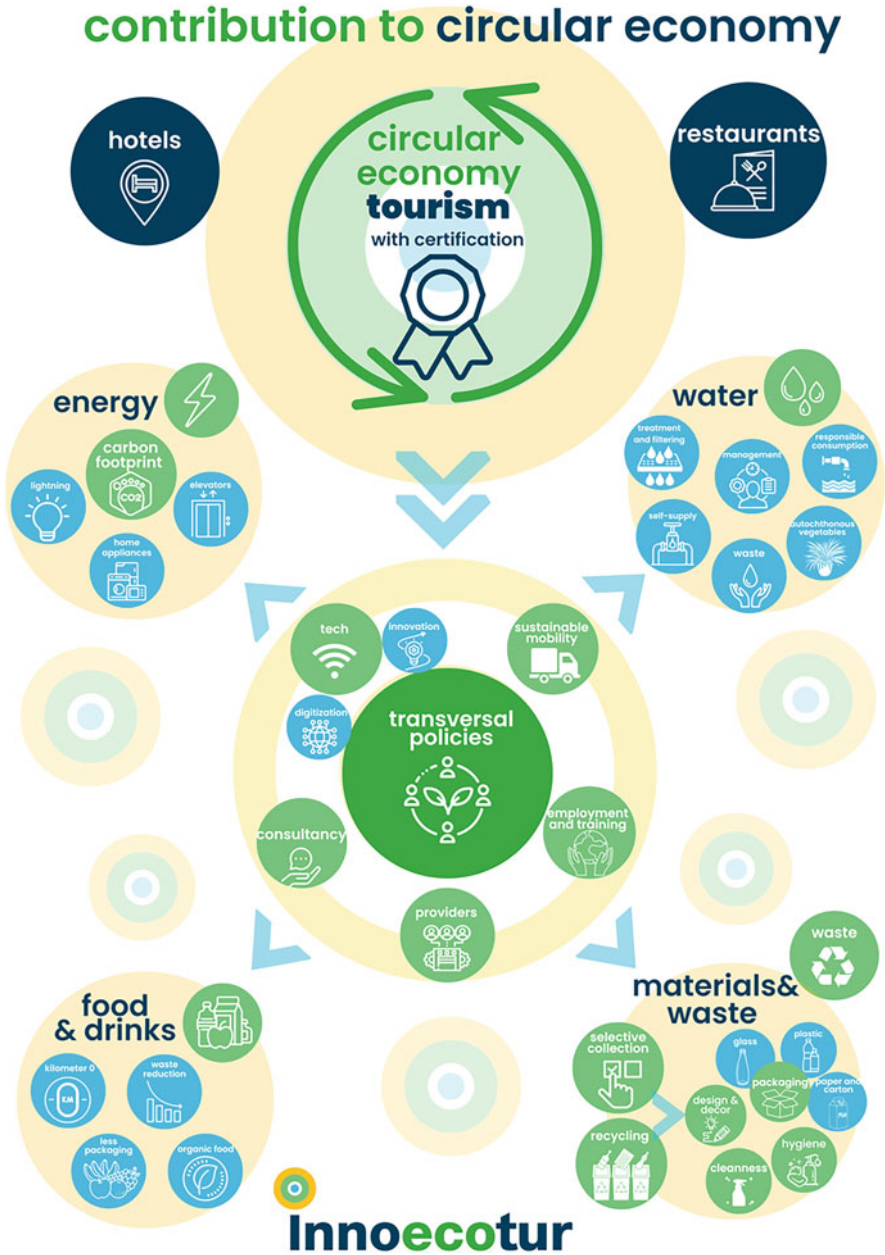 contribution to circular economy
hotels
restaurants
circular
economy
tourism
with certification
energy
carbon
footprint
CO2
lightning
elevators
home
appliances
water
treatment
and filtering
management
responsible
consumption
self-supply
waste
autochthonous
vegetables
tech
innovation
digitization
sustainable
mobility
transversal
policies
consultancy
employment
and training
providers
food
& drinks
kilometer 0
KM
waste
reduction
less
packaging
organic food
waste
materials&
waste
selective
collection
recycling
glass
plastic
packagingy
paper and
carton
design &
decor
hygiene
cleanness
Innoecotur